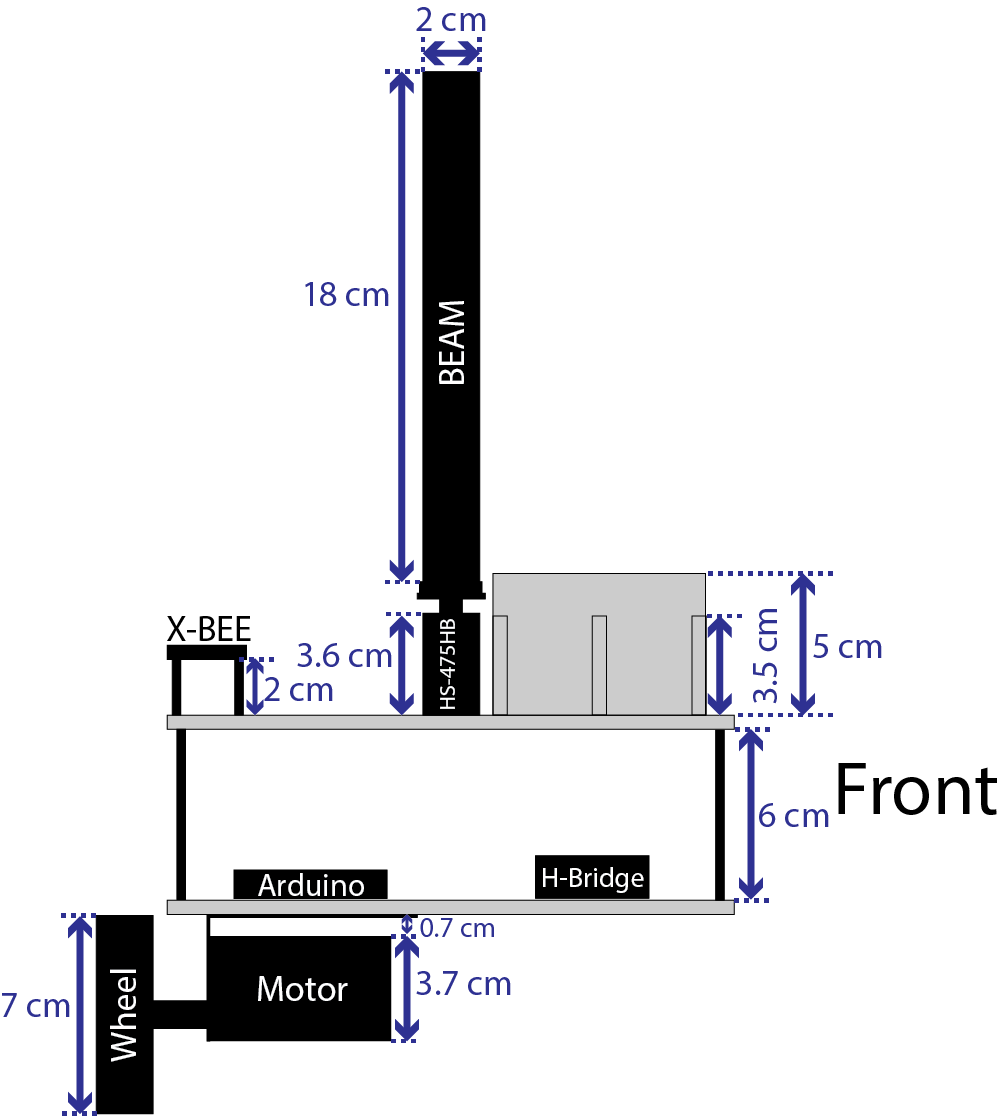 2 cm
18 cm
BEAM
X-BEE
3.6 cm
HS-475HB
2 cm
3.5 cm
5 cm
6 cm
Front
Arduino
H-Bridge
0.7 cm
7 cm
Wheel
Motor
3.7 cm